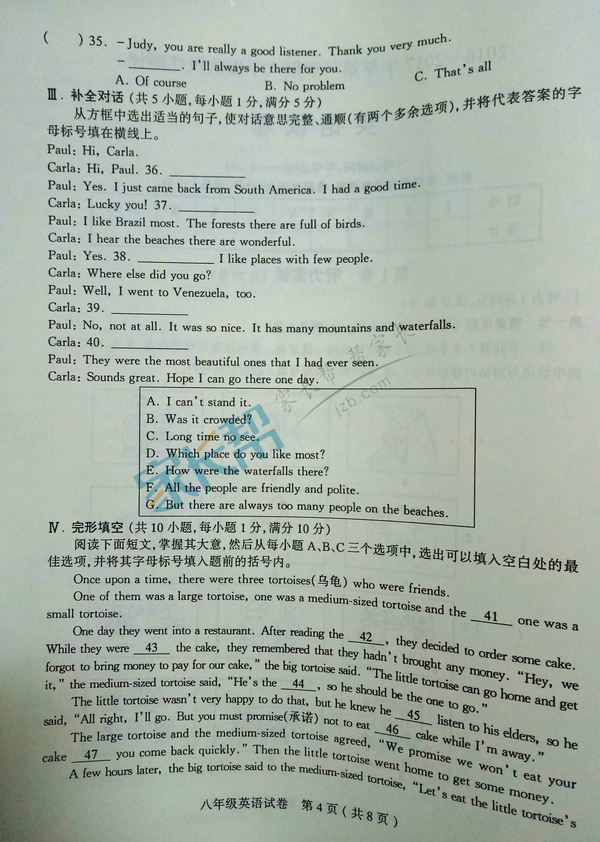 (　　) 35. －Judy, you are really a good listener. Thank you very much.
－________. I'll always be there for you.
A. Of course　　B. No problem　　C. That's all
Ⅲ. 补全对话 (共 5 小题,每小题 1 分,满分 5 分)
从方框中选出适当的句子,使对话意思完整、通顺(有两个多余选项),并将代表答案的字
母标号填在横线上。
Paul: Hi, Carla.
Carla: Hi, Paul. 36. ________
Paul: Yes. I just came back from South America. I had a good time.
Carla: Lucky you! 37. ________
Paul: I like Brazil most. The forests there are full of birds.
Carla: I hear the beaches there are wonderful.
Paul: Yes. 38. ________ I like places with few people.
Carla: Where else did you go?
Paul: Well, I went to Venezuela, too.
Carla: 39. ________
Paul: No, not at all. It was so nice. It has many mountains and waterfalls.
Carla: 40. ________
Paul: They were the most beautiful ones that I had ever seen.
Carla: Sounds great. Hope I can go there one day.
A. I can't stand it.
B. Was it crowded?
C. Long time no see.
D. Which place do you like most?
E. How were the waterfalls there?
F. All the people are friendly and polite.
G. But there are always too many people on the beaches.
家长帮
家长帮 帮家长
jzb.com
Ⅳ. 完形填空 (共 10 小题,每小题 1 分,满分 10 分)
阅读下面短文,掌握其大意,然后从每小题 A、B、C 三个选项中,选出可以填入空白处的最
佳选项,并将其字母标号填入题前的括号内。
Once upon a time, there were three tortoises(乌龟) who were friends.
One of them was a large tortoise, one was a medium-sized tortoise and the 41 one was a
small tortoise.
One day they went into a restaurant. After reading the 42 , they decided to order some cake.
While they were 43 the cake, they remembered that they hadn't brought any money. "Hey, we
forgot to bring money to pay for our cake," the big tortoise said. "The little tortoise can go home and get
it," the medium-sized tortoise said, "He's the 44 , so he should be the one to go."
The little tortoise wasn't very happy to do that, but he knew he 45 listen to his elders, so he
said, "All right, I'll go. But you must promise(承诺) not to eat 46 cake while I'm away."
The large tortoise and the medium-sized tortoise agreed, "We promise we won't eat your
cake 47 you come back quickly." Then the little tortoise went home to get some money.
A few hours later, the big tortoise said to the medium-sized tortoise, "Let's eat the little tortoise's
八年级英语试卷　第 4 页 (共 8 页)